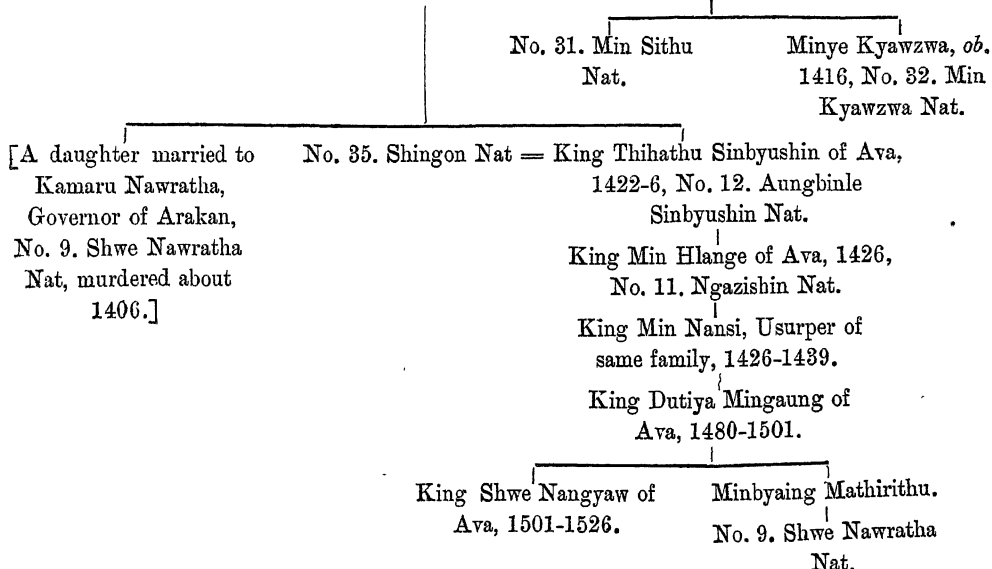 No. 31. Min Sithu
Nat.
Minye Kyawzwa, ob.
1416, No. 32. Min
Kyawzwa Nat.
[A daughter married to
Kamaru Nawratha,
Governor of Arakan,
No. 9. Shwe Nawratha
Nat, murdered about
1406.]
No. 35. Shingon Nat = King Thihathu Sinbyushin of Ava,
1422-6, No. 12. Aungbinle
Sinbyushin Nat.
King Min Hlange of Ava, 1426,
No. 11. Ngazishin Nat.
King Min Nansi, Usurper of
same family, 1426-1439.
King Dutiya Mingaung of
Ava, 1480-1501.
King Shwe Nangyaw of
Ava, 1501-1526.
Minbyaing Mathirithu.
No. 9. Shwe Nawratha
Nat.